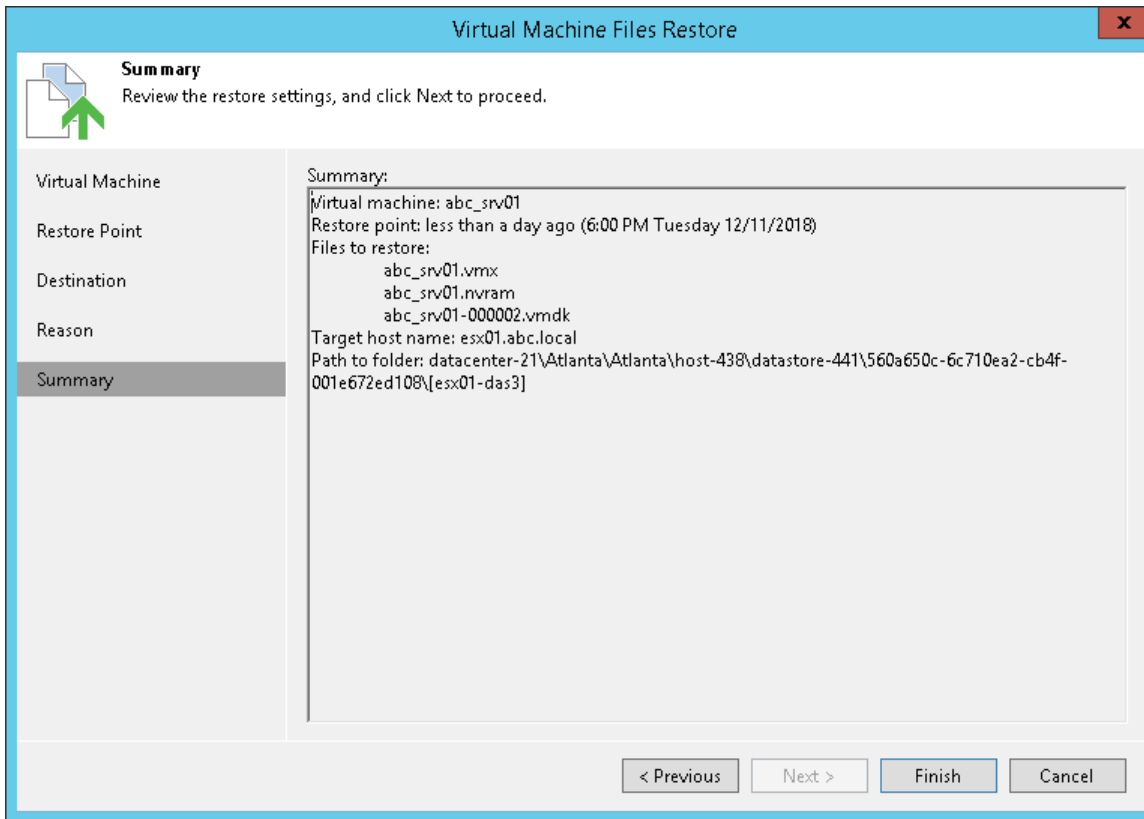 Virtual Machine Files Restore
x
Summary
Review the restore settings, and click Next to proceed.
Virtual Machine
Restore Point
Destination
Reason
Summary
Summary:
Virtual machine: abc_srv01
Restore point: less than a day ago (6:00 PM Tuesday 12/11/2018)
Files to restore:
abc_srv01.vmx
abc_srv01.nvram
abc_srv01-000002.vmdk
Target host name: esx01.abc.local
Path to folder: datacenter-21\Atlanta\Atlanta\host-438\datastore-441\560a650c-6c710ea2-cb4f-
001e672ed108\[esx01-das3]
< Previous
Next >
Finish
Cancel